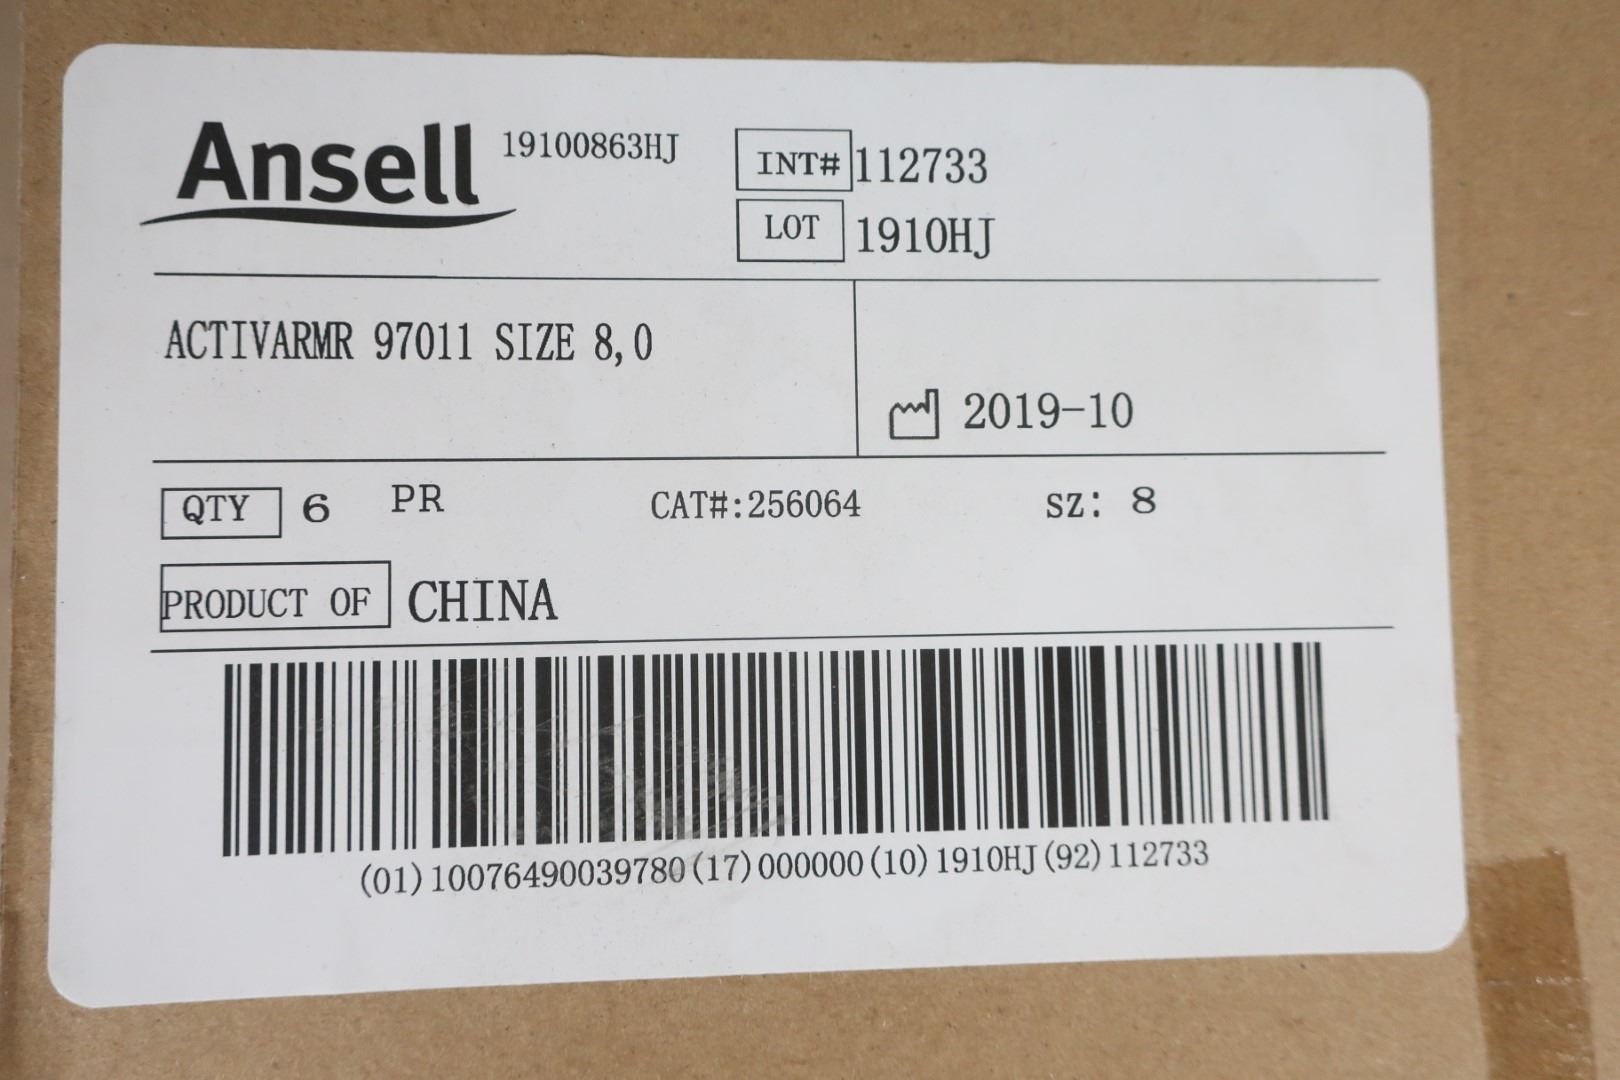 Ansell 19100863HJ
INT# 112733
LOT 1910HJ
ACTIVARMR 97011 SIZE 8,0
2019-10
QTY 6 PR CAT#:256064 SZ: 8
PRODUCT OF CHINA
(01)10076490039780(17)000000(10)1910HJ(92)112733